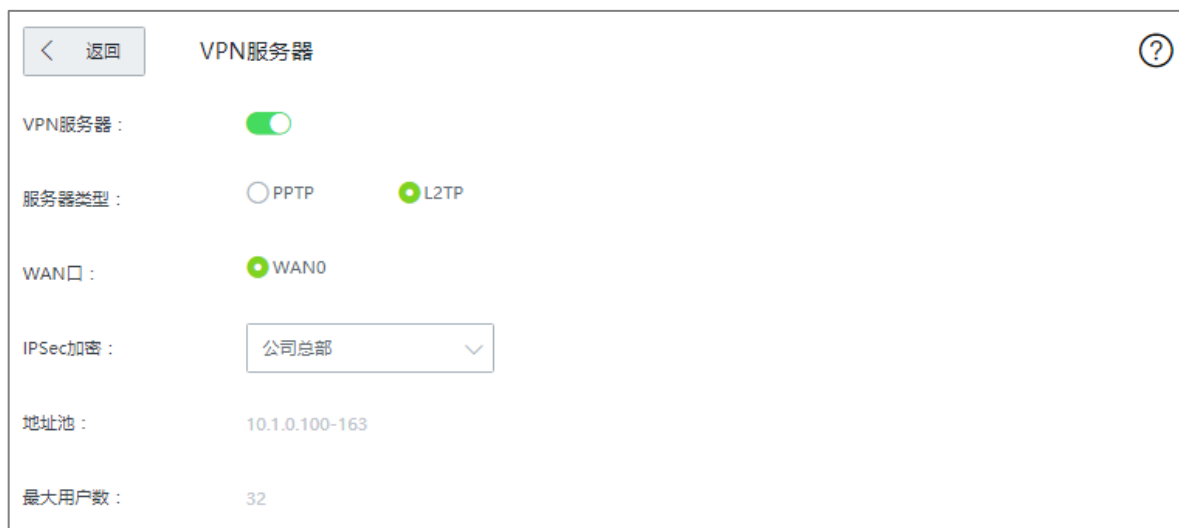 返回 VPN服务器
VPN服务器：
服务器类型： PPTP L2TP
WAN口： WAN0
IPSec加密： 公司总部
地址池： 10.1.0.100-163
最大用户数： 32